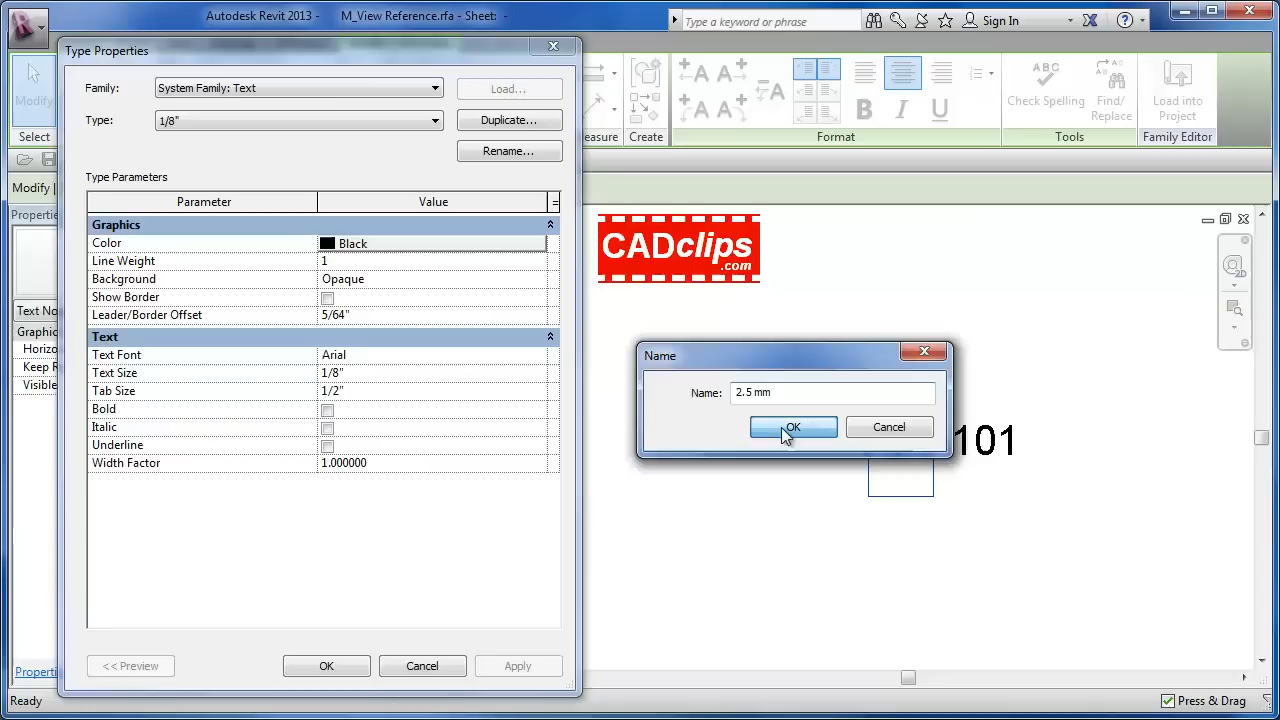 Autodesk Revit 2013 -   M_View Reference.rfa - Sheet:   -
Type a keyword or phrase
Sign In
Type Properties
Family:
System Family: Text
Load...
Type:
1/8"
Duplicate...
Rename...
Type Parameters
Parameter
Value
=
Graphics
Color
Black
Line Weight
1
Background
Opaque
Show Border
Leader/Border Offset
5/64"
Text
Text Font
Arial
Text Size
1/8"
Tab Size
1/2"
Bold
Italic
Underline
Width Factor
1.000000
<< Preview
OK
Cancel
Apply
Modify
Select
Modify |
Properties
Text No
Graphic
Horizo
Keep R
Visible
Properti
Ready
easure
Create
A A A
A A
B I U
Format
ABC
Check Spelling
Find/
Replace
Tools
Load into
Project
Family Editor
CADclips
.com
2D
Name
Name:
2.5 mm
OK
Cancel
101
Press & Drag